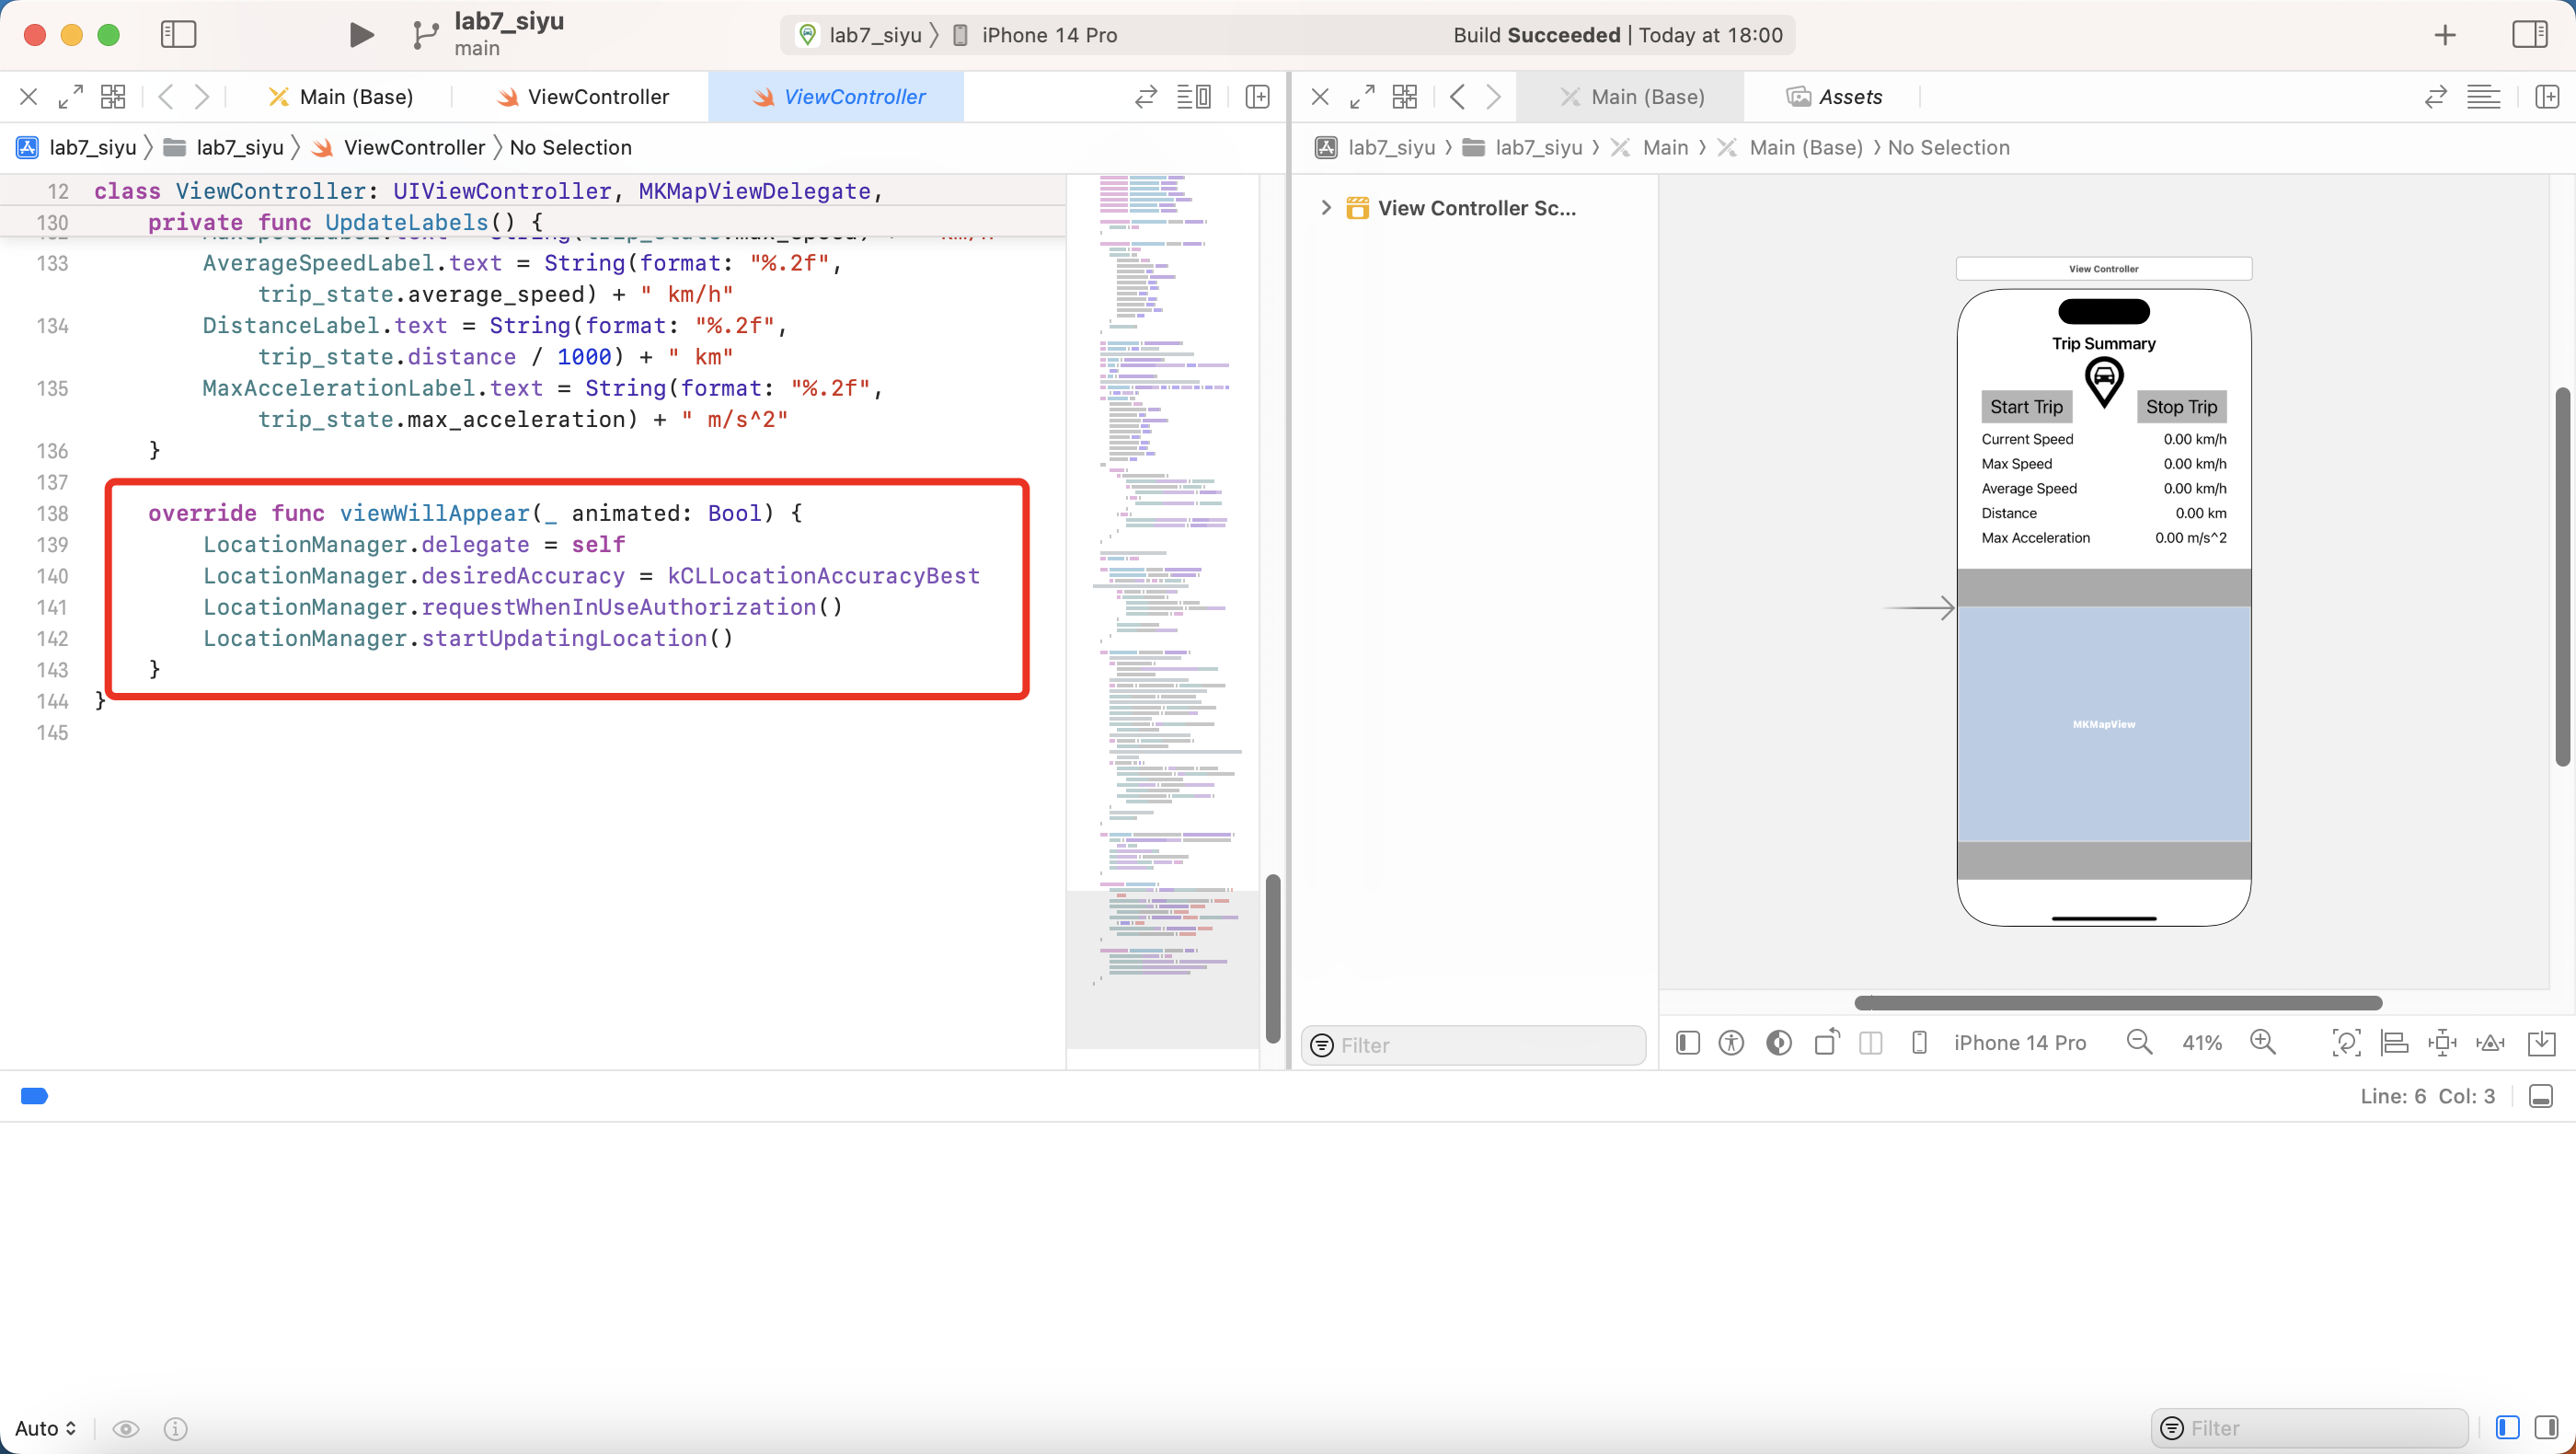 lab7_siyu
main
lab7_siyu
iPhone 14 Pro
Build Succeeded | Today at 18:00
Main (Base)
ViewController
ViewController
Main (Base)
Assets
lab7_siyu
lab7_siyu
ViewController
No Selection
lab7_siyu
lab7_siyu
Main
Main (Base)
No Selection
12 class ViewController: UIViewController, MKMapViewDelegate,
130 private func UpdateLabels() {
133 AverageSpeedLabel.text = String(format: "%.2f",
trip_state.average_speed) + " km/h"
134 DistanceLabel.text = String(format: "%.2f",
trip_state.distance / 1000) + " km"
135 MaxAccelerationLabel.text = String(format: "%.2f",
trip_state.max_acceleration) + " m/s^2"
136 }
137
138 override func viewWillAppear(_ animated: Bool) {
139 LocationManager.delegate = self
140 LocationManager.desiredAccuracy = kCLLocationAccuracyBest
141 LocationManager.requestWhenInUseAuthorization()
142 LocationManager.startUpdatingLocation()
143 }
144 }
145
View Controller Sc...
View Controller
Trip Summary
Start Trip
Stop Trip
Current Speed 0.00 km/h
Max Speed 0.00 km/h
Average Speed 0.00 km/h
Distance 0.00 km
Max Acceleration 0.00 m/s^2
MKMapView
Filter
iPhone 14 Pro
41%
Line: 6 Col: 3
Auto
Filter